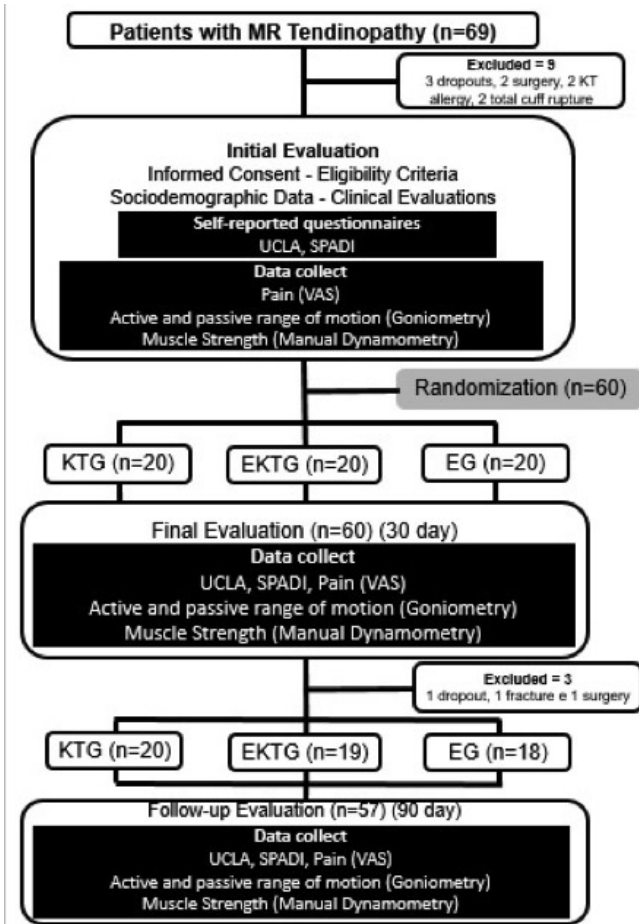 Patients with MR Tendinopathy (n=69)
Excluded = 9
3 dropouts, 2 surgery, 2 KT
allergy, 2 total cuff rupture
Initial Evaluation
Informed Consent - Eligibility Criteria
Sociodemographic Data - Clinical Evaluations
Self-reported questionnaires
UCLA, SPADI
Data collect
Pain (VAS)
Active and passive range of motion (Goniometry)
Muscle Strength (Manual Dynamometry)
Randomization (n=60)
KTG (n=20)
EKTG (n=20)
EG (n=20)
Final Evaluation (n=60) (30 day)
Data collect
UCLA, SPADI, Pain (VAS)
Active and passive range of motion (Goniometry)
Muscle Strength (Manual Dynamometry)
Excluded = 3
1 dropout, 1 fracture e 1 surgery
KTG (n=20)
EKTG (n=19)
EG (n=18)
Follow-up Evaluation (n=57) (90 day)
Data collect
UCLA, SPADI, Pain (VAS)
Active and passive range of motion (Goniometry)
Muscle Strength (Manual Dynamometry)